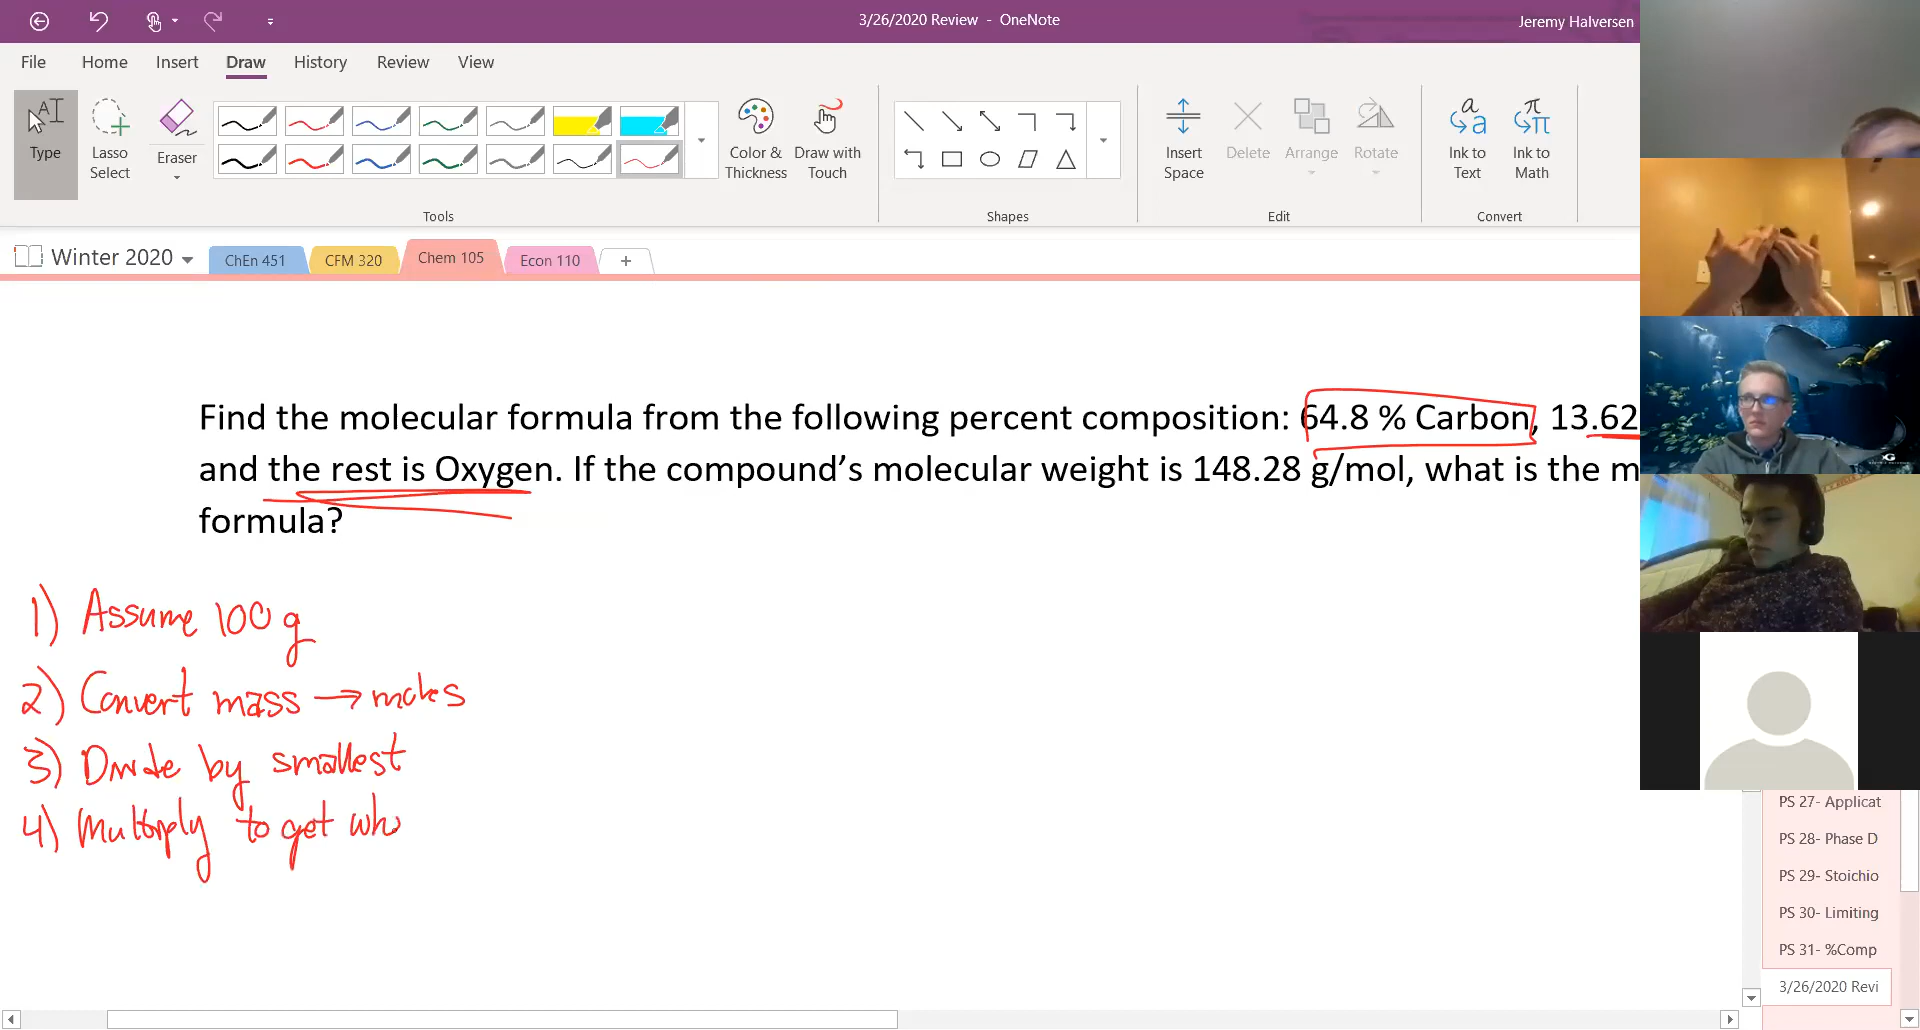 3/26/2020 Review - OneNote
Jeremy Halversen
File Home Insert Draw History Review View
Type
Lasso Select
Eraser
Color & Thickness
Draw with Touch
Insert Space
Delete
Arrange
Rotate
Ink to Text
Ink to Math
Tools
Shapes
Edit
Convert
Winter 2020
ChEn 451
CFM 320
Chem 105
Econ 110
Find the molecular formula from the following percent composition: 64.8 % Carbon, 13.62
and the rest is Oxygen. If the compound's molecular weight is 148.28 g/mol, what is the m
formula?
1) Assume 100 g
2) Convert mass → moles
3) Divide by smallest
4) Multiply to get who
PS 27- Applicat
PS 28- Phase D
PS 29- Stoichio
PS 30- Limiting
PS 31- %Comp
3/26/2020 Revi